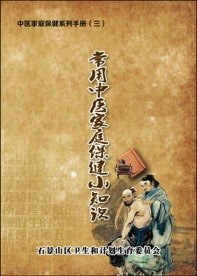 中医家庭保健系列手册（三）
常用中医家庭保健小知识
石景山区卫生和计划生育委员会